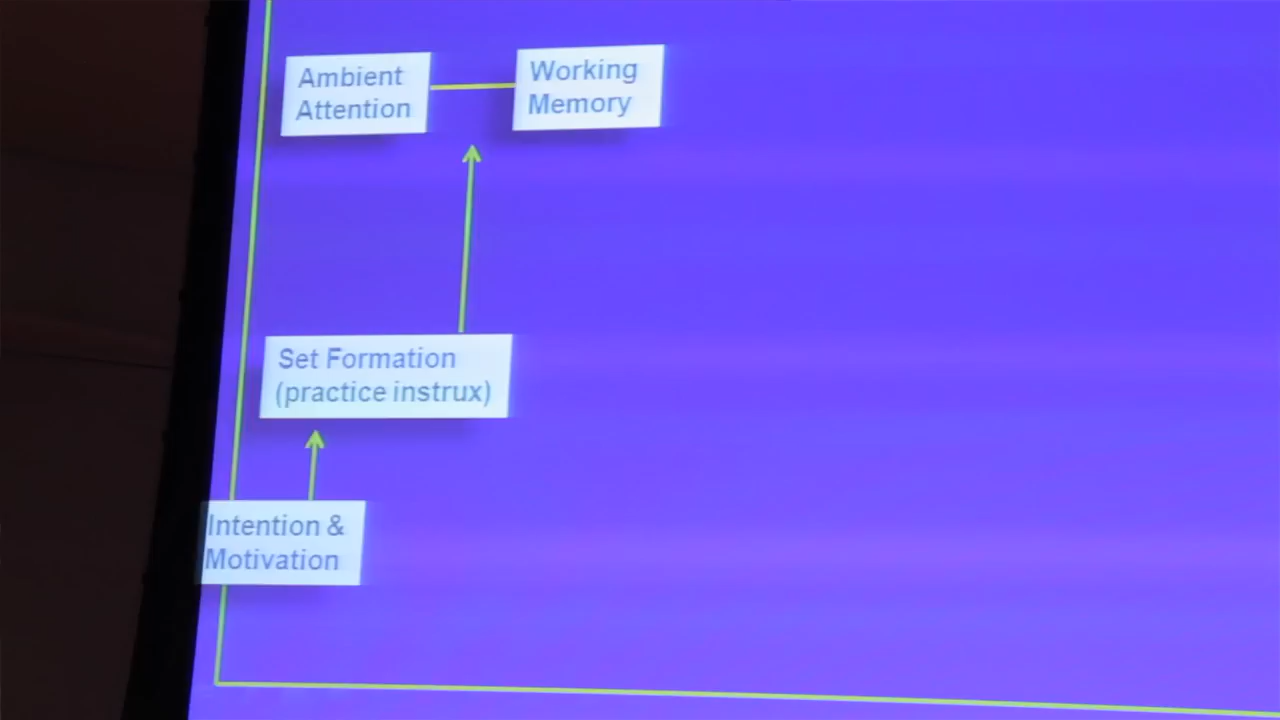 Ambient
Attention
Working
Memory
Set Formation
(practice instrux)
Intention &
Motivation